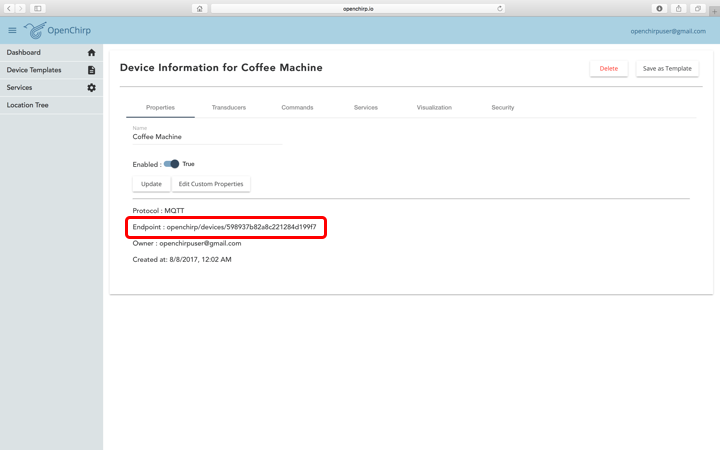 openchirp.io
OpenChirp
openchirpuser@gmail.com
Dashboard
Device Templates
Services
Location Tree
Device Information for Coffee Machine
Delete
Save as Template
Properties
Transducers
Commands
Services
Visualization
Security
Name
Coffee Machine
Enabled : True
Update
Edit Custom Properties
Protocol : MQTT
Endpoint : openchirp/devices/598937b82a8c221284d199f7
Owner : openchirpuser@gmail.com
Created at: 8/8/2017, 12:02 AM